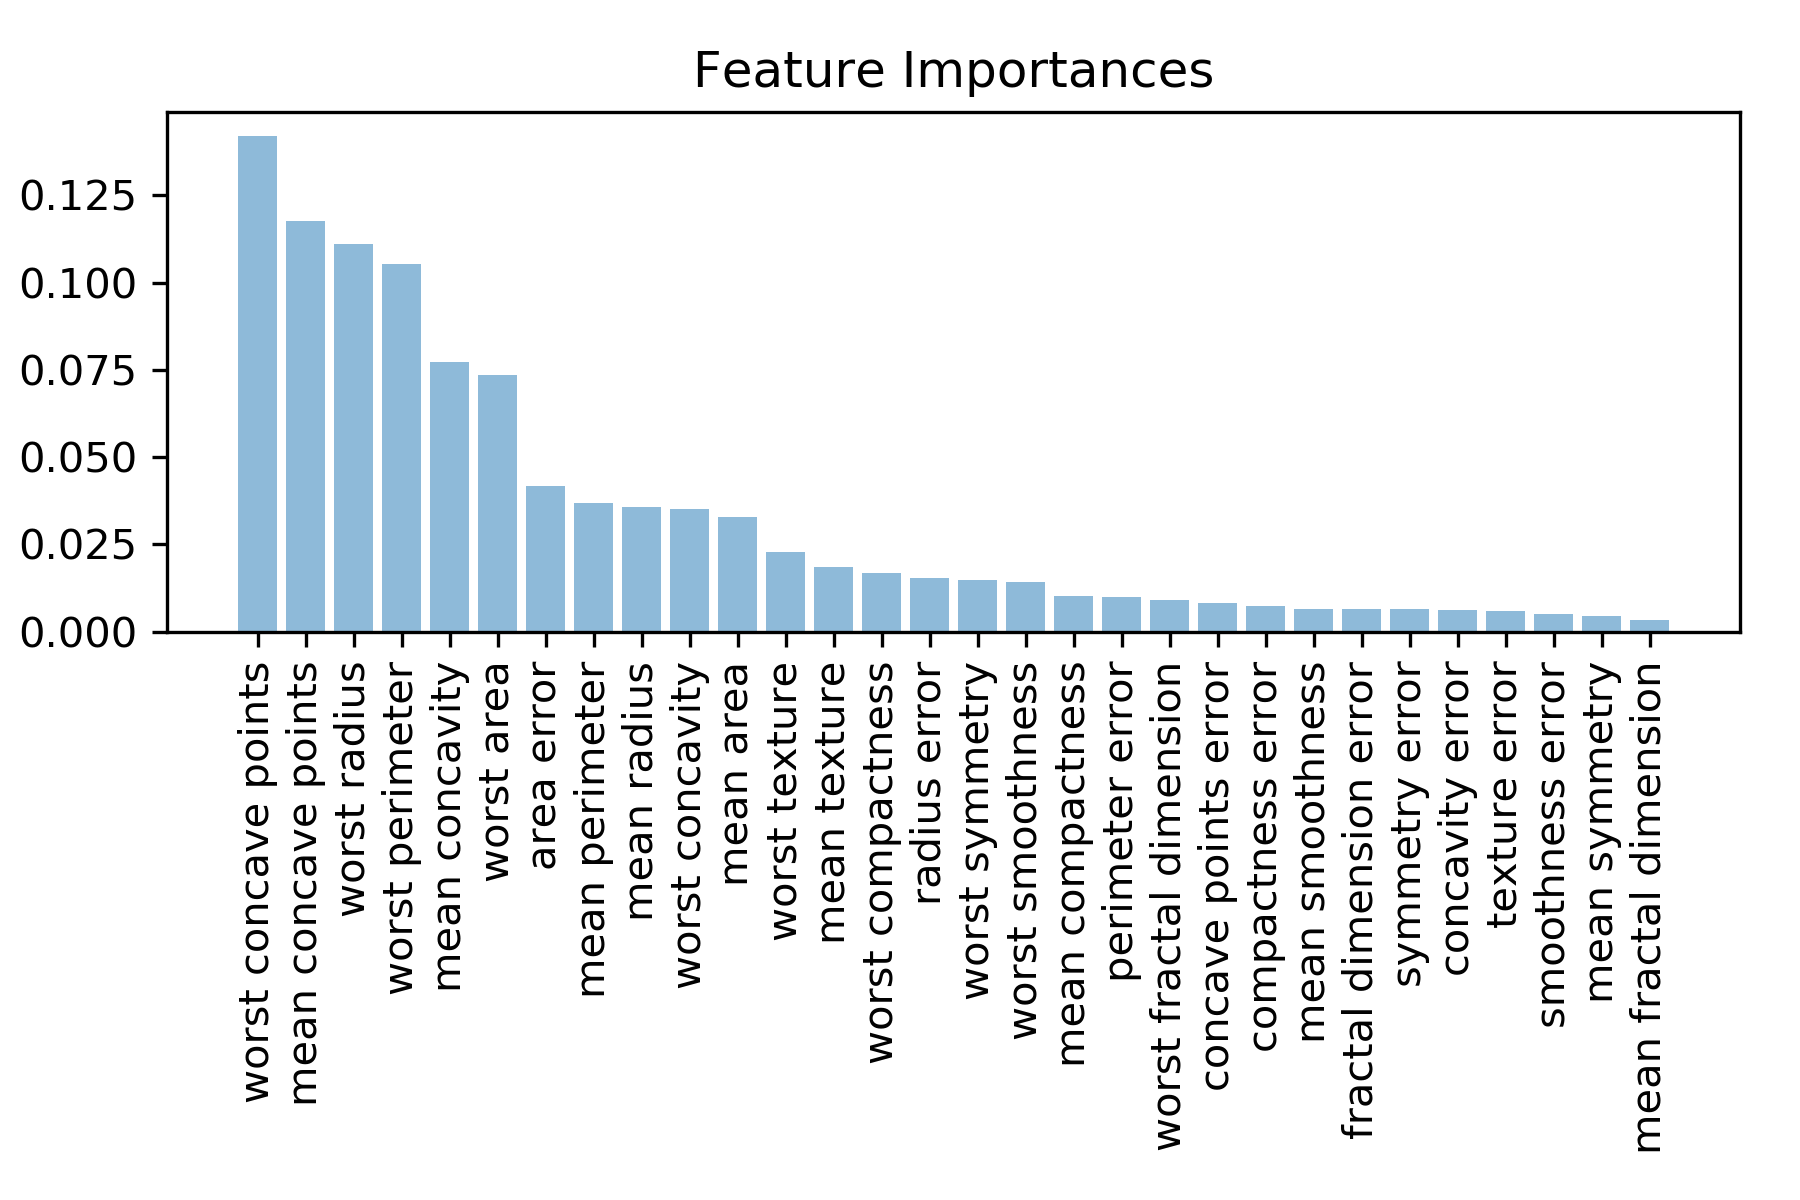 Feature Importances
0.125
0.100
0.075
0.050
0.025
0.000
worst concave points
mean concave points
worst radius
worst perimeter
mean concavity
worst area
area error
mean perimeter
mean radius
worst concavity
mean area
worst texture
mean texture
worst compactness
radius error
worst symmetry
worst smoothness
mean compactness
perimeter error
worst fractal dimension
concave points error
compactness error
mean smoothness
fractal dimension error
symmetry error
concavity error
texture error
smoothness error
mean symmetry
mean fractal dimension